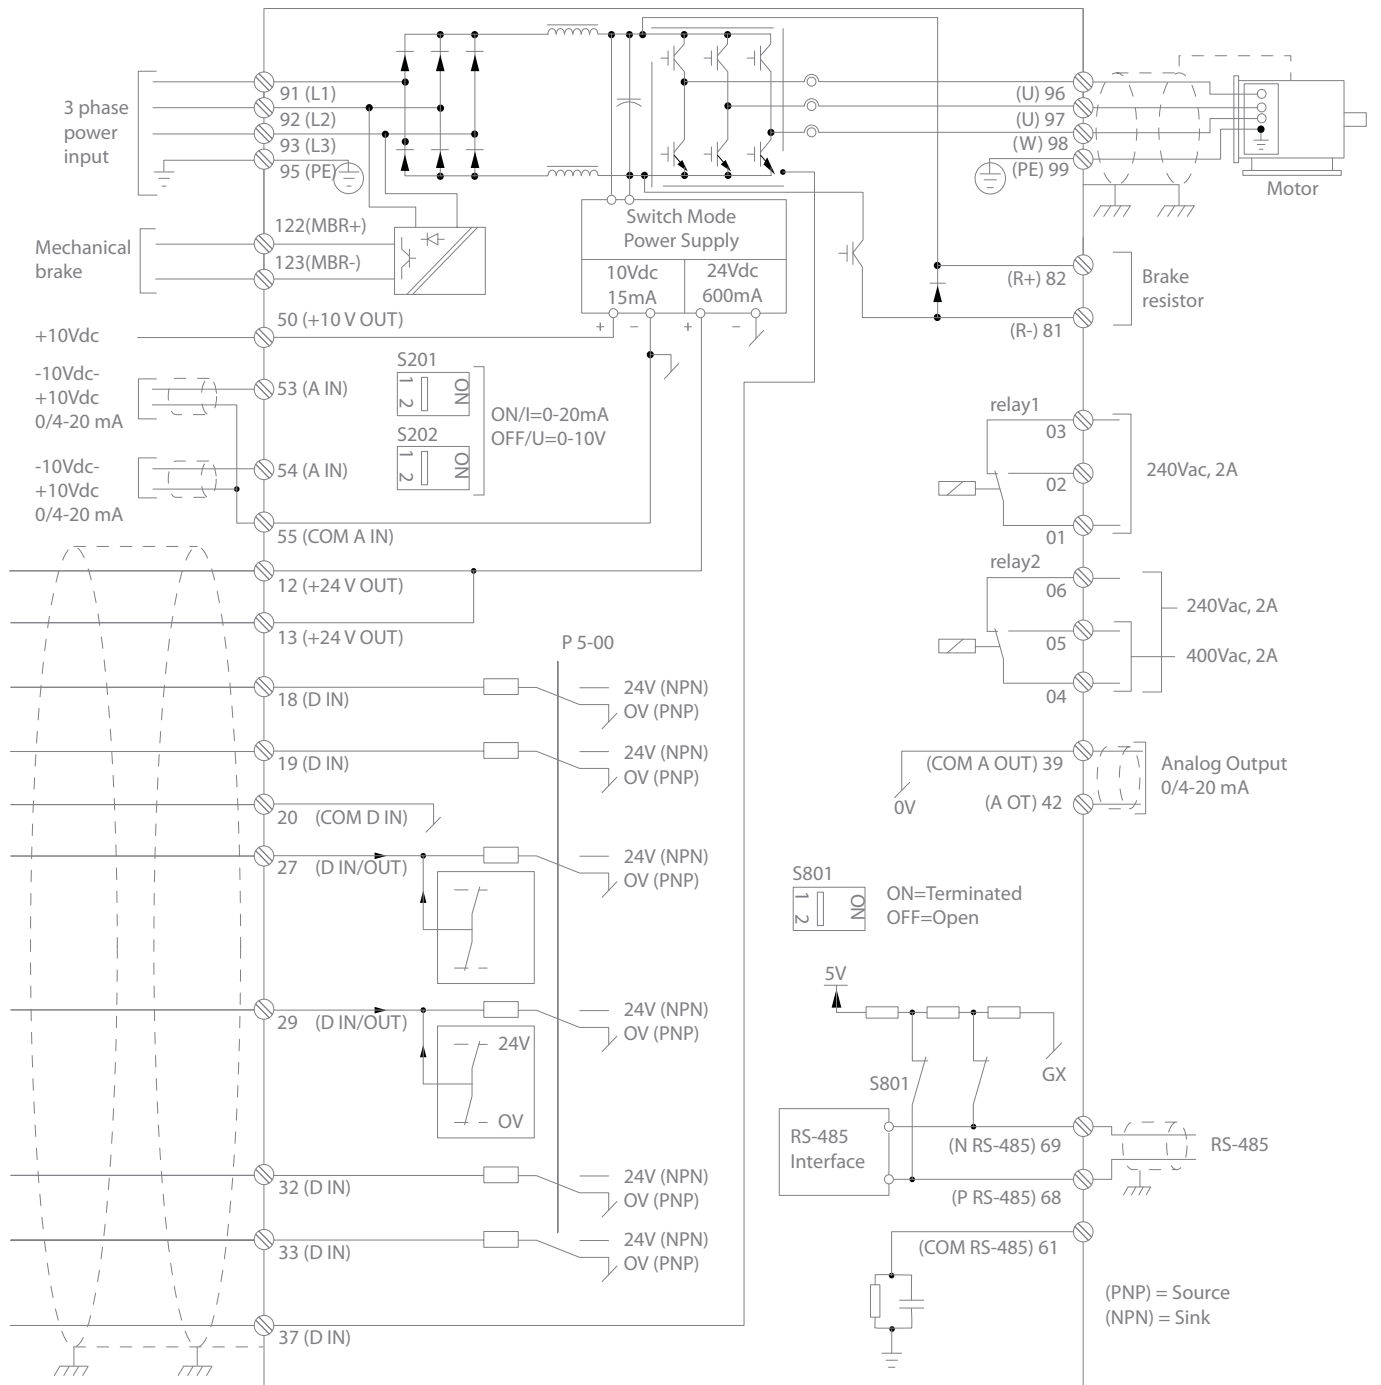 3 phase
power
input
91 (L1)
92 (L2)
93 (L3)
95 (PE)
(U) 96
(U) 97
(W) 98
(PE) 99
Motor
Mechanical
brake
122(MBR+)
123(MBR-)
Switch Mode
Power Supply
10Vdc
15mA
24Vdc
600mA
+ − + −
(R+) 82
(R-) 81
Brake
resistor
+10Vdc
50 (+10 V OUT)
-10Vdc-
+10Vdc
0/4-20 mA
53 (A IN)
S201
1 2 ON
ON/I=0-20mA
OFF/U=0-10V
S202
1 2 ON
-10Vdc-
+10Vdc
0/4-20 mA
54 (A IN)
55 (COM A IN)
relay1
03
02
01
240Vac, 2A
relay2
06
05
04
240Vac, 2A
400Vac, 2A
12 (+24 V OUT)
13 (+24 V OUT)
P 5-00
18 (D IN)
24V (NPN)
OV (PNP)
19 (D IN)
24V (NPN)
OV (PNP)
20 (COM D IN)
27 (D IN/OUT)
24V (NPN)
OV (PNP)
29 (D IN/OUT)
24V
OV
24V (NPN)
OV (PNP)
32 (D IN)
24V (NPN)
OV (PNP)
33 (D IN)
24V (NPN)
OV (PNP)
37 (D IN)
(COM A OUT) 39
0V
(A OT) 42
Analog Output
0/4-20 mA
S801
1 2 ON
ON=Terminated
OFF=Open
5V
S801
GX
RS-485
Interface
(N RS-485) 69
(P RS-485) 68
RS-485
(COM RS-485) 61
(PNP) = Source
(NPN) = Sink